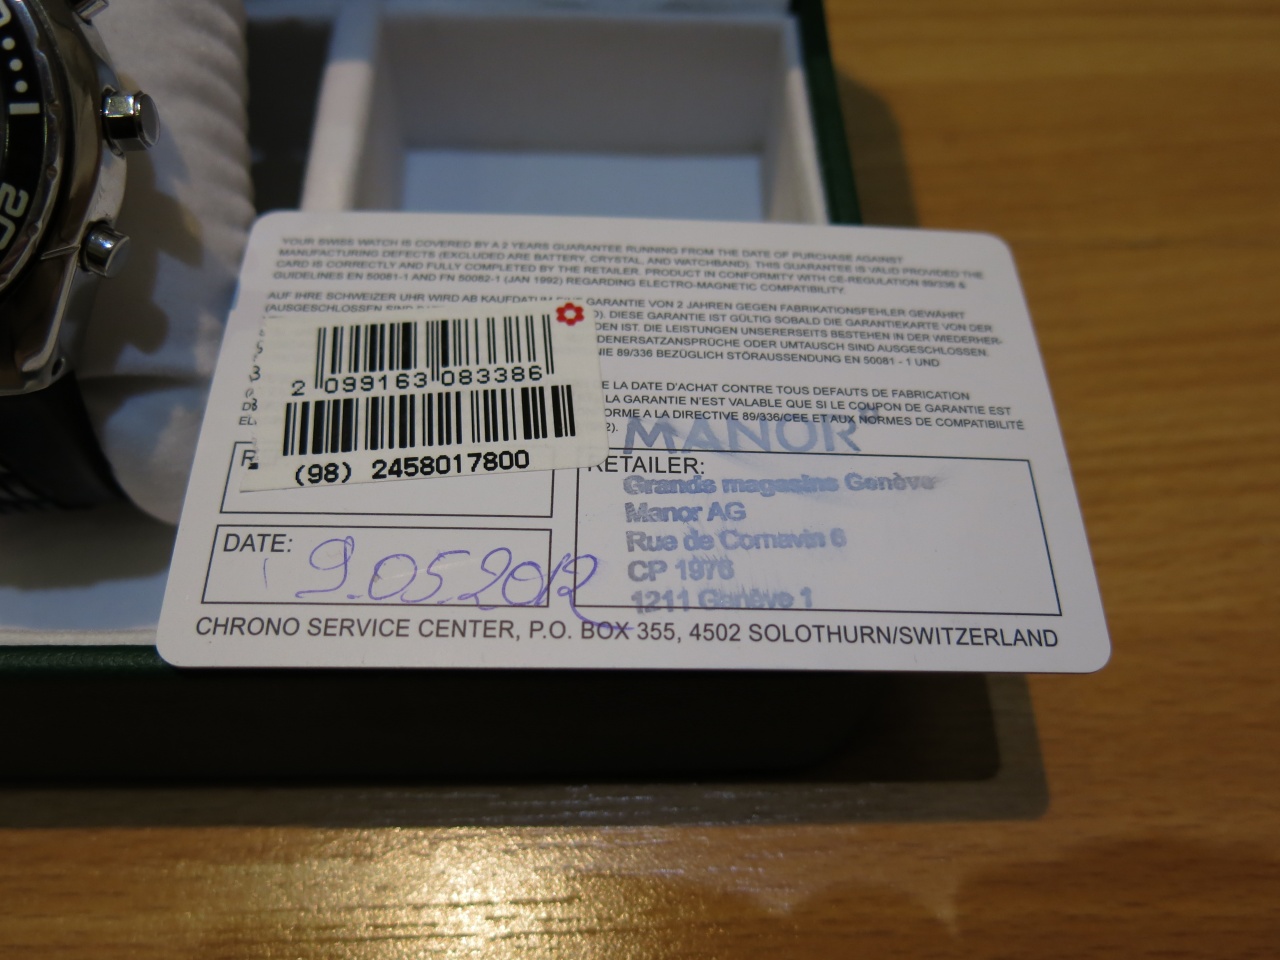 YOUR SWISS WATCH IS COVERED BY A 2 YEARS GUARANTEE RUNNING FROM THE DATE OF PURCHASE AGAINST
MANUFACTURING DEFECTS (EXCLUDED ARE BATTERY, CRYSTAL, AND WATCHBAND). THIS GUARANTEE IS VALID PROVIDED THE
CARD IS CORRECTLY AND FULLY COMPLETED BY THE RETAILER. PRODUCT IN CONFORMITY WITH CE-REGULATION 89/336 &
GUIDELINES EN 50081-1 AND FN 50082-1 (JAN 1992) REGARDING ELECTRO-MAGNETIC COMPATIBILITY.
AUF IHRE SCHWEIZER UHR WIRD AB KAUFDATUM GARANTIE VON 2 JAHREN GEGEN FABRIKATIONSFEHLER GEWÄHRT
(AUSGESCHLOSSEN SIND DIESE GARANTIE IST GÜLTIG SOBALD DIE GARANTIEKARTE VON DER
DEN IST. DIE LEISTUNGEN UNSERERSEITS BESTEHEN IN DER WIEDERHER-
DENERSATZANSPRÜCHE ODER UMTAUSCH SIND AUSGESCHLOSSEN.
NIE 89/336 BEZÜGLICH STÖRAUSSENDUNG EN 50081 - 1 UND
2 099163 083386
E LA DATE D'ACHAT CONTRE TOUS DEFAUTS DE FABRICATION
LA GARANTIE N'EST VALABLE QUE SI LE COUPON DE GARANTIE EST
ORME A LA DIRECTIVE 89/336/CEE ET AUX NORMES DE COMPATIBILITÉ
2).
MANOR
(98) 2458017800
RETAILER:
Grands magasins Genève
Manor AG
Rue de Cornavin 6
CP 1976
1211 Genève 1
DATE: 19.05.2012
CHRONO SERVICE CENTER, P.O. BOX 355, 4502 SOLOTHURN/SWITZERLAND
20